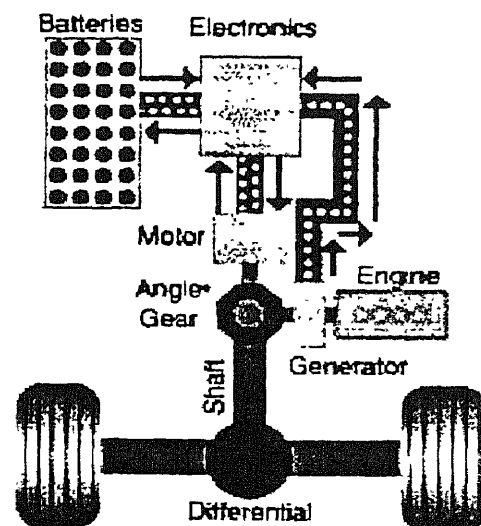 Batteries
Electronics
Motor
Angle
Gear
Engine
Generator
Shaft
Differential